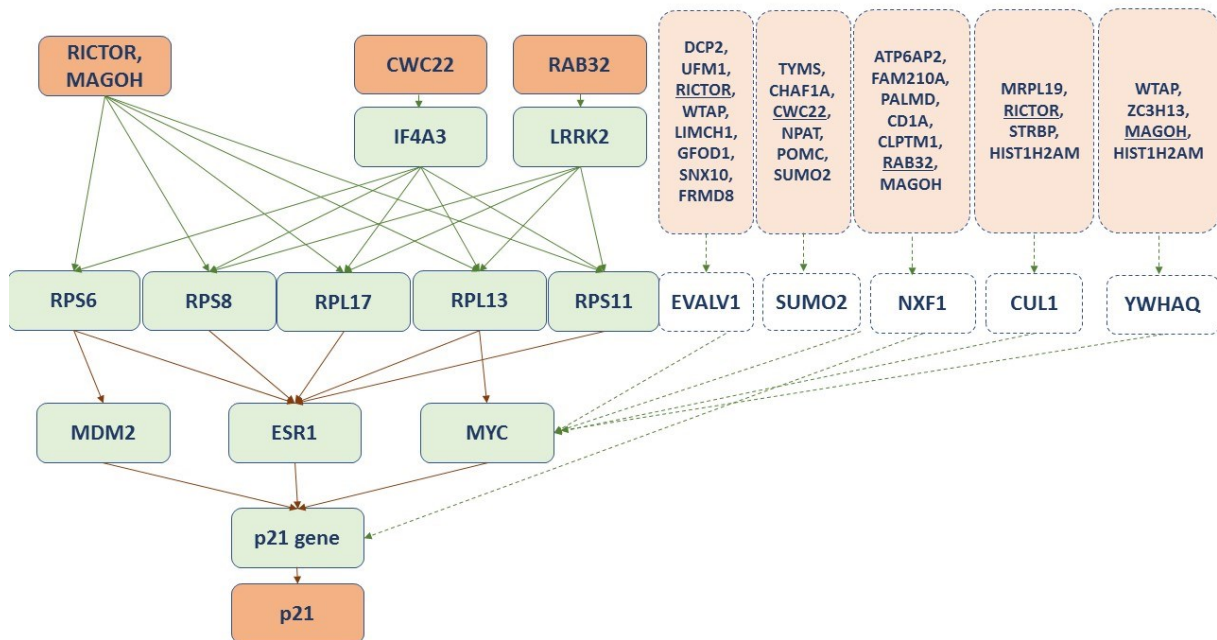 RICTOR,
MAGOH
CWC22
RAB32
IF4A3
LRRK2
DCP2,
UFM1,
RICTOR,
WTAP,
LIMCH1,
GFOD1,
SNX10,
FRMD8
TYMS,
CHAF1A,
CWC22,
NPAT,
POMC,
SUMO2
ATP6AP2,
FAM210A,
PALMD,
CD1A,
CLPTM1,
RAB32,
MAGOH
MRPL19,
RICTOR,
STRBP,
HIST1H2AM
WTAP,
ZC3H13,
MAGOH,
HIST1H2AM
RPS6
RPS8
RPL17
RPL13
RPS11
EVALV1
SUMO2
NXF1
CUL1
YWHAQ
MDM2
ESR1
MYC
p21 gene
p21